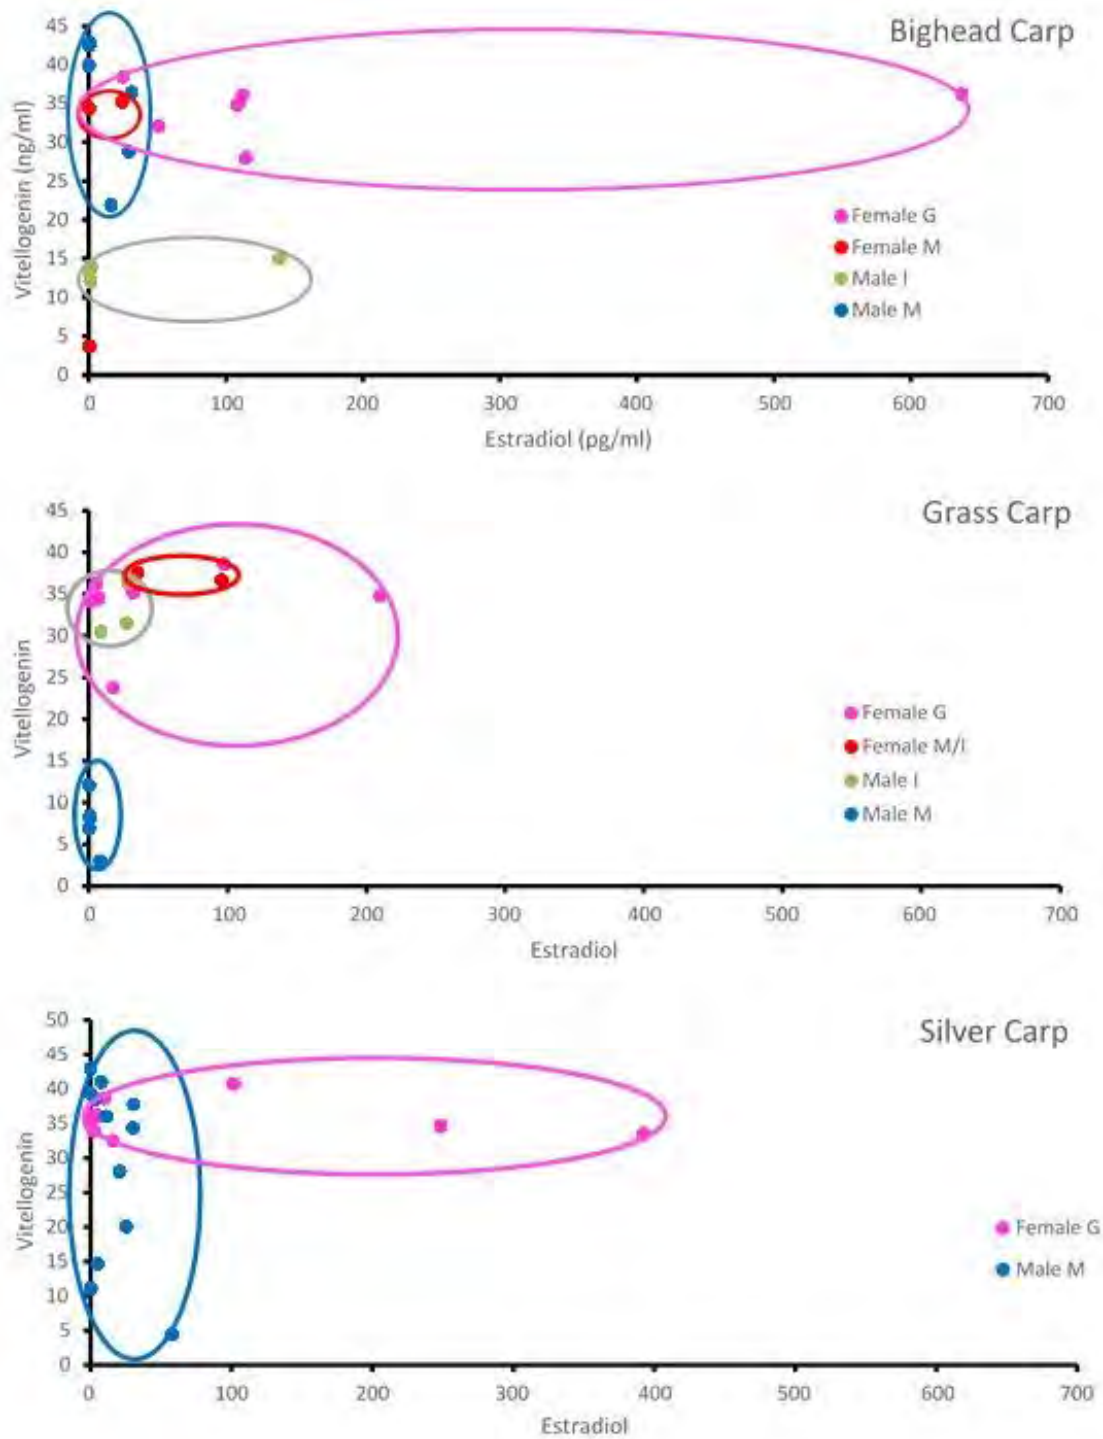 Bighead Carp
45
40
35
30
25
20
15
10
5
0
Vitellogenin (ng/ml)
Female G
Female M
Male I
Male M
0 100 200 300 400 500 600 700
Estradiol (pg/ml)
Grass Carp
45
40
35
30
25
20
15
10
5
0
Vitellogenin
Female G
Female M/I
Male I
Male M
0 100 200 300 400 500 600 700
Estradiol
Silver Carp
50
45
40
35
30
25
20
15
10
5
0
Vitellogenin
Female G
Male M
0 100 200 300 400 500 600 700
Estradiol